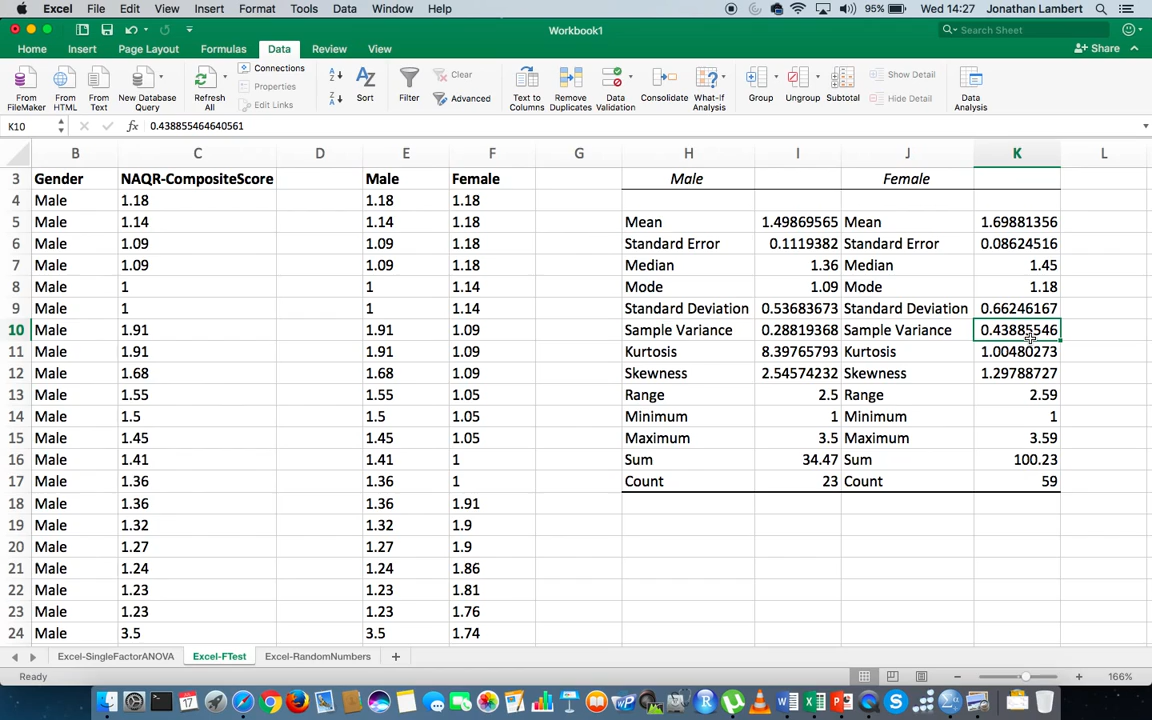 Excel File Edit View Insert Format Tools Data Window Help 95% Wed 14:27 Jonathan Lambert
Workbook1
Search Sheet
Home Insert Page Layout Formulas Data Review View Share
From FileMaker From HTML From Text New Database Query Refresh All Connections Properties Edit Links Sort Filter Clear Advanced Text to Columns Remove Duplicates Data Validation Consolidate What-If Analysis Group Ungroup Subtotal Show Detail Hide Detail Data Analysis
K10 fx 0.438855464640561
B C D E F G H I J K L
3 Gender NAQR-CompositeScore Male Female Male Female
4 Male 1.18 1.18 1.18
5 Male 1.14 1.14 1.18 Mean 1.49869565 Mean 1.69881356
6 Male 1.09 1.09 1.18 Standard Error 0.1119382 Standard Error 0.08624516
7 Male 1.09 1.09 1.18 Median 1.36 Median 1.45
8 Male 1 1 1.14 Mode 1.09 Mode 1.18
9 Male 1 1 1.14 Standard Deviation 0.53683673 Standard Deviation 0.66246167
10 Male 1.91 1.91 1.09 Sample Variance 0.28819368 Sample Variance 0.43885546
11 Male 1.91 1.91 1.09 Kurtosis 8.39765793 Kurtosis 1.00480273
12 Male 1.68 1.68 1.09 Skewness 2.54574232 Skewness 1.29788727
13 Male 1.55 1.55 1.05 Range 2.5 Range 2.59
14 Male 1.5 1.5 1.05 Minimum 1 Minimum 1
15 Male 1.45 1.45 1.05 Maximum 3.5 Maximum 3.59
16 Male 1.41 1.41 1 Sum 34.47 Sum 100.23
17 Male 1.36 1.36 1 Count 23 Count 59
18 Male 1.36 1.36 1.91
19 Male 1.32 1.32 1.9
20 Male 1.27 1.27 1.9
21 Male 1.24 1.24 1.86
22 Male 1.23 1.23 1.81
23 Male 1.23 1.23 1.76
24 Male 3.5 3.5 1.74
Excel-SingleFactorANOVA Excel-FTest Excel-RandomNumbers +
Ready 166%